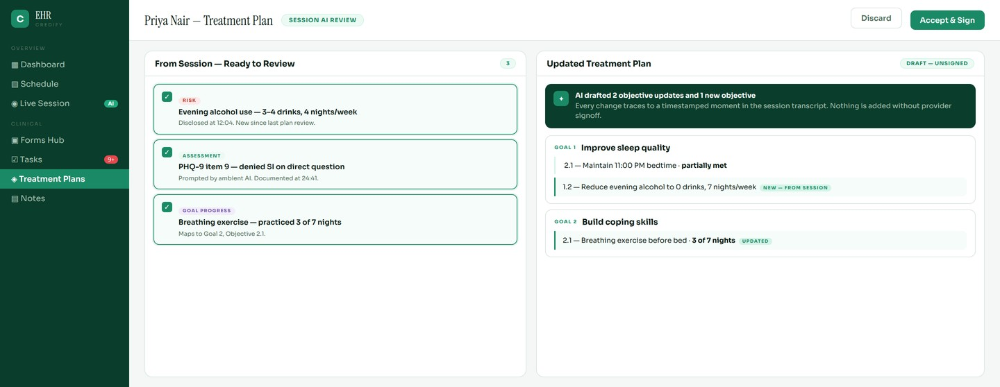 C
EHR
CREDIFY
OVERVIEW
Dashboard
Schedule
Live Session AI
CLINICAL
Forms Hub
Tasks 9+
Treatment Plans
Notes
Priya Nair — Treatment Plan SESSION AI REVIEW Discard Accept & Sign
From Session — Ready to Review 3
RISK
Evening alcohol use — 3–4 drinks, 4 nights/week
Disclosed at 12:04. New since last plan review.
ASSESSMENT
PHQ-9 item 9 — denied SI on direct question
Prompted by ambient AI. Documented at 24:41.
GOAL PROGRESS
Breathing exercise — practiced 3 of 7 nights
Maps to Goal 2, Objective 2.1.
Updated Treatment Plan DRAFT — UNSIGNED
AI drafted 2 objective updates and 1 new objective
Every change traces to a timestamped moment in the session transcript. Nothing is added without provider
signoff.
GOAL 1 Improve sleep quality
2.1 — Maintain 11:00 PM bedtime · partially met
1.2 — Reduce evening alcohol to 0 drinks, 7 nights/week NEW — FROM SESSION
GOAL 2 Build coping skills
2.1 — Breathing exercise before bed · 3 of 7 nights UPDATED